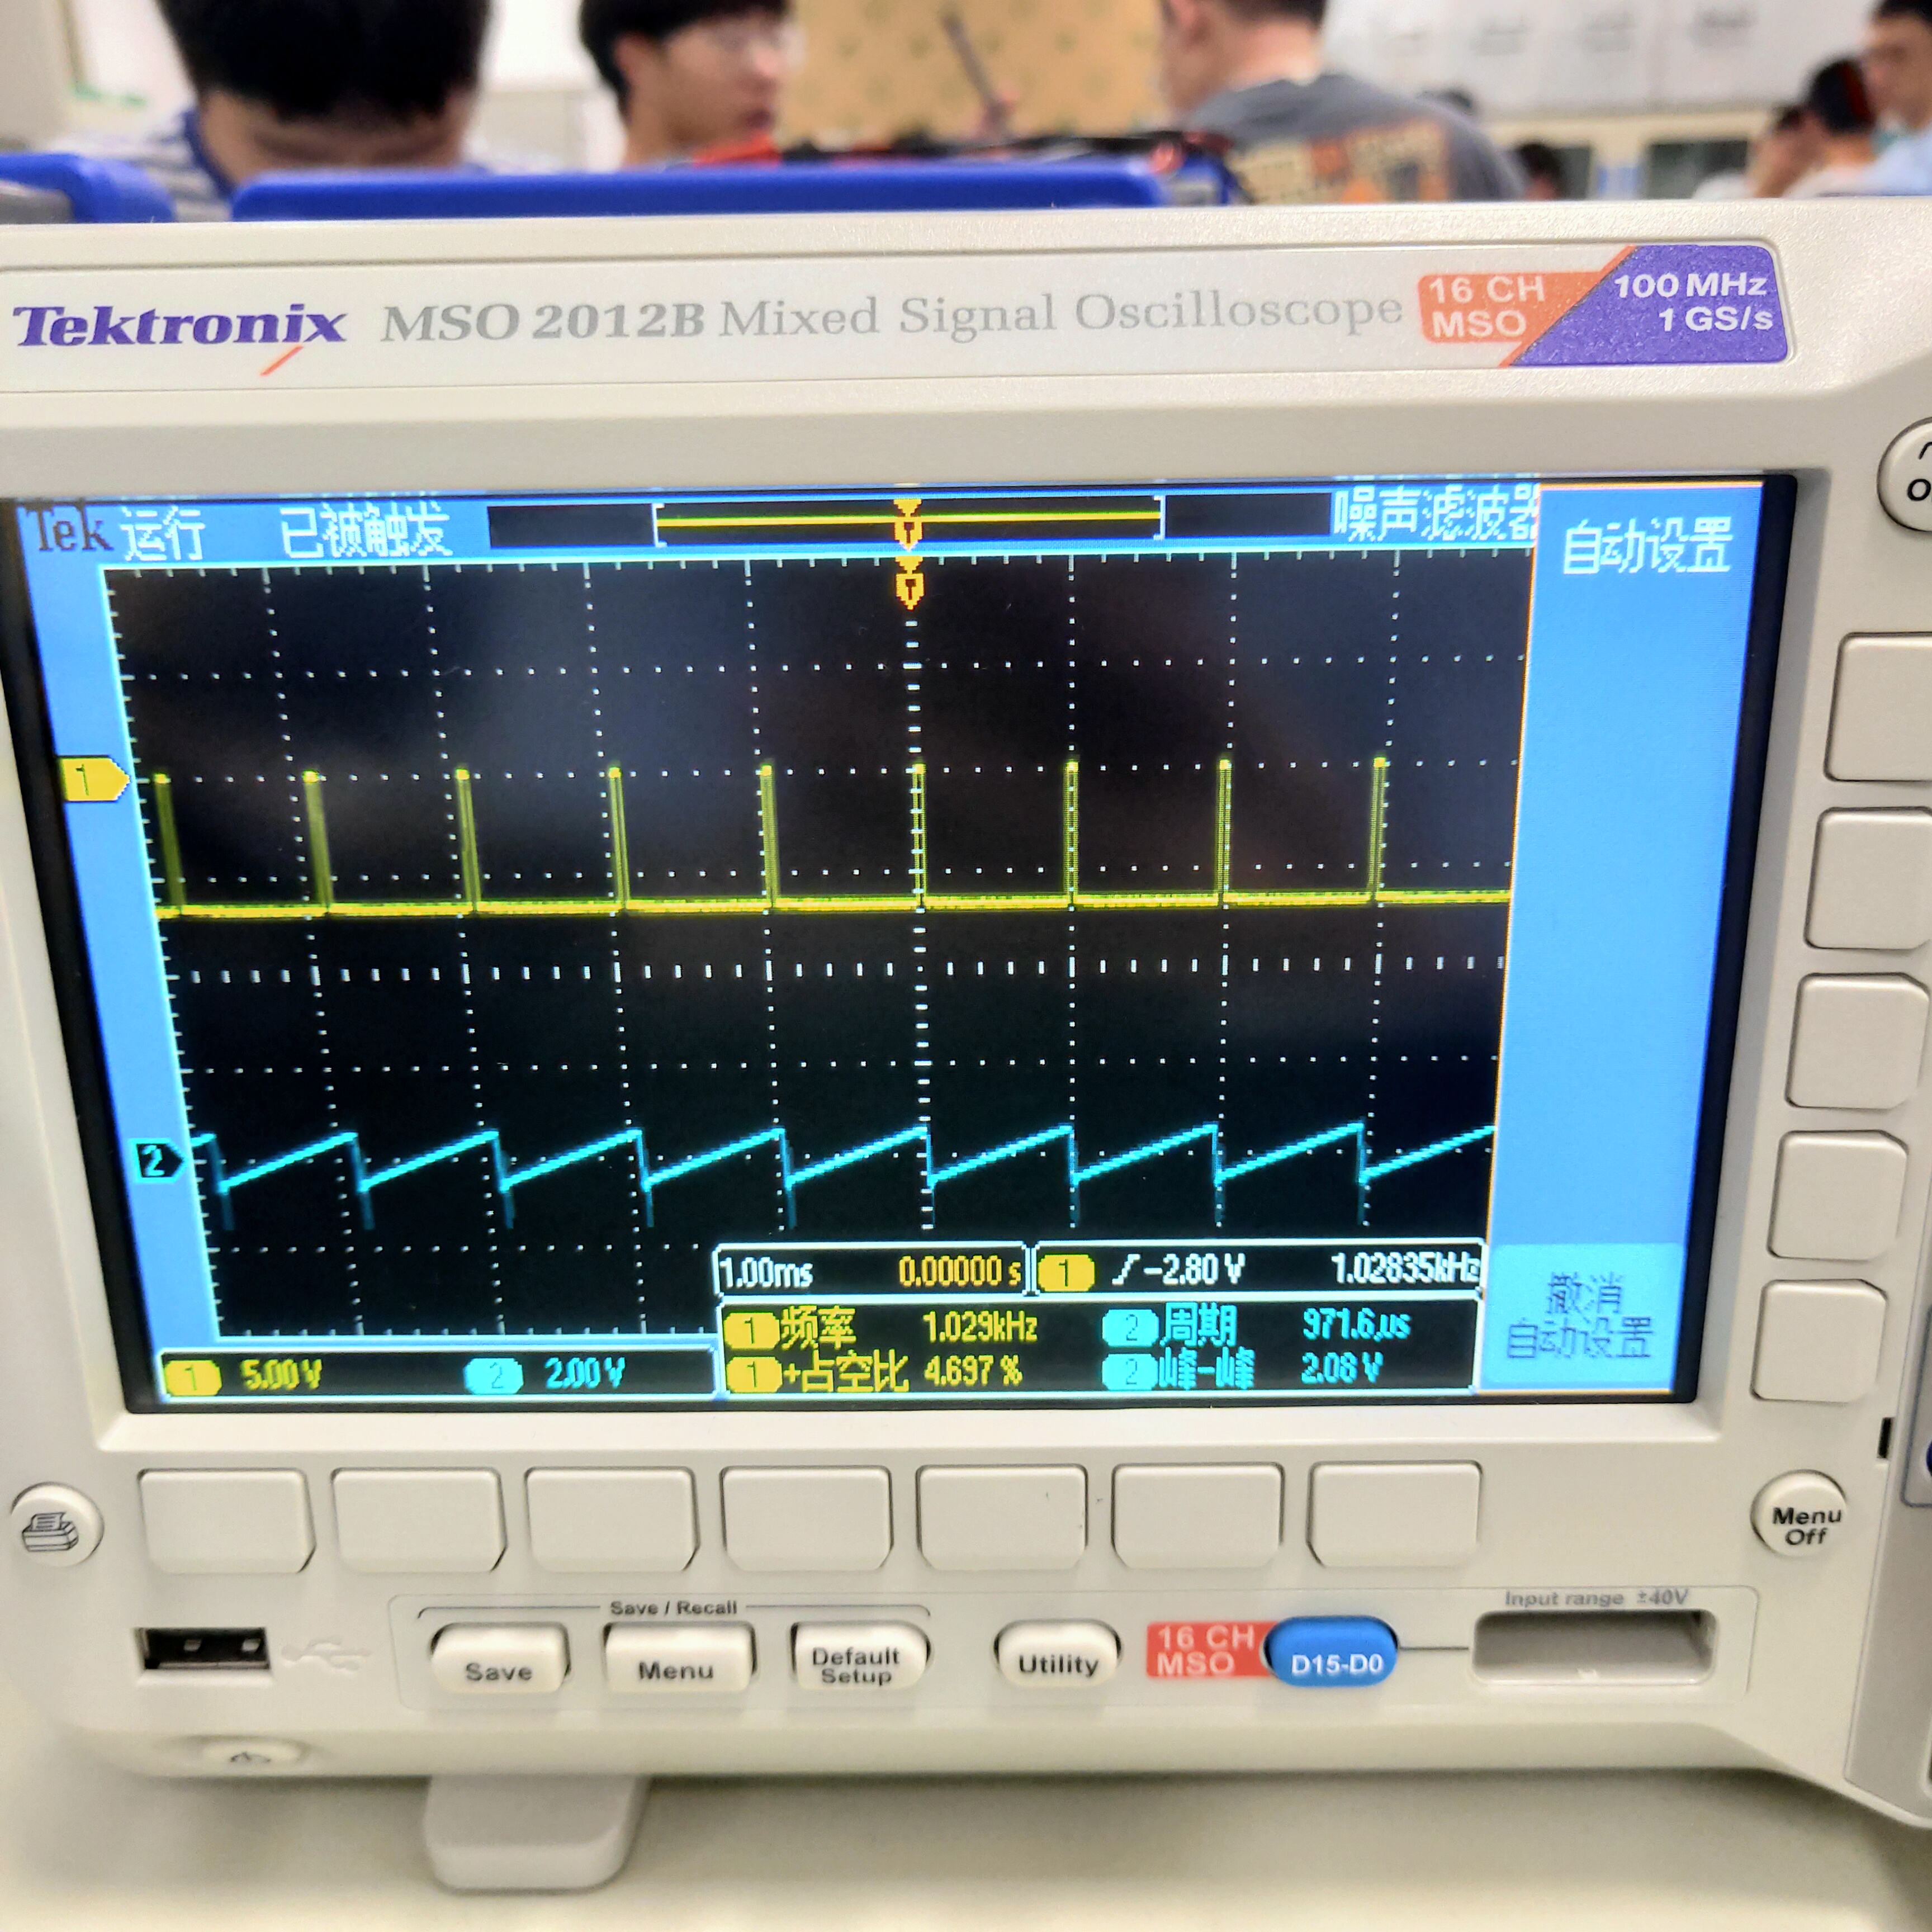 Tektronix MSO 2012B Mixed Signal Oscilloscope
16 CH
MSO
100 MHz
1 GS/s
Tek 运行 已被触发 噪声滤波器
自动设置
T
T
1
2
1.00ms 0.00000 s 1 -2.80 V 1.02835kHz
1 频率 1.029kHz 2 周期 971.6µs
1 +占空比 4.697 % 2 峰-峰 2.08 V
1 5.00 V 2 2.00 V
撤消
自动设置
Menu
Off
Save / Recall
Save
Menu
Default
Setup
Utility
16 CH
MSO
D15-D0
Input range ±40V